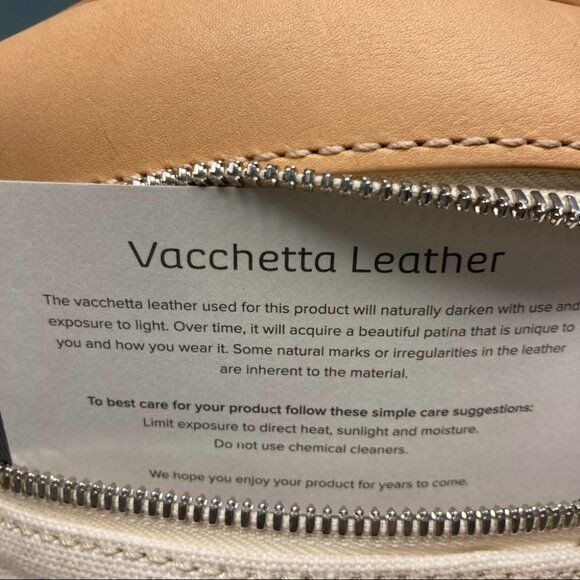 Vacchetta Leather
The vacchetta leather used for this product will naturally darken with use and
exposure to light. Over time, it will acquire a beautiful patina that is unique to
you and how you wear it. Some natural marks or irregularities in the leather
are inherent to the material.
To best care for your product follow these simple care suggestions:
Limit exposure to direct heat, sunlight and moisture.
Do not use chemical cleaners.
We hope you enjoy your product for years to come.